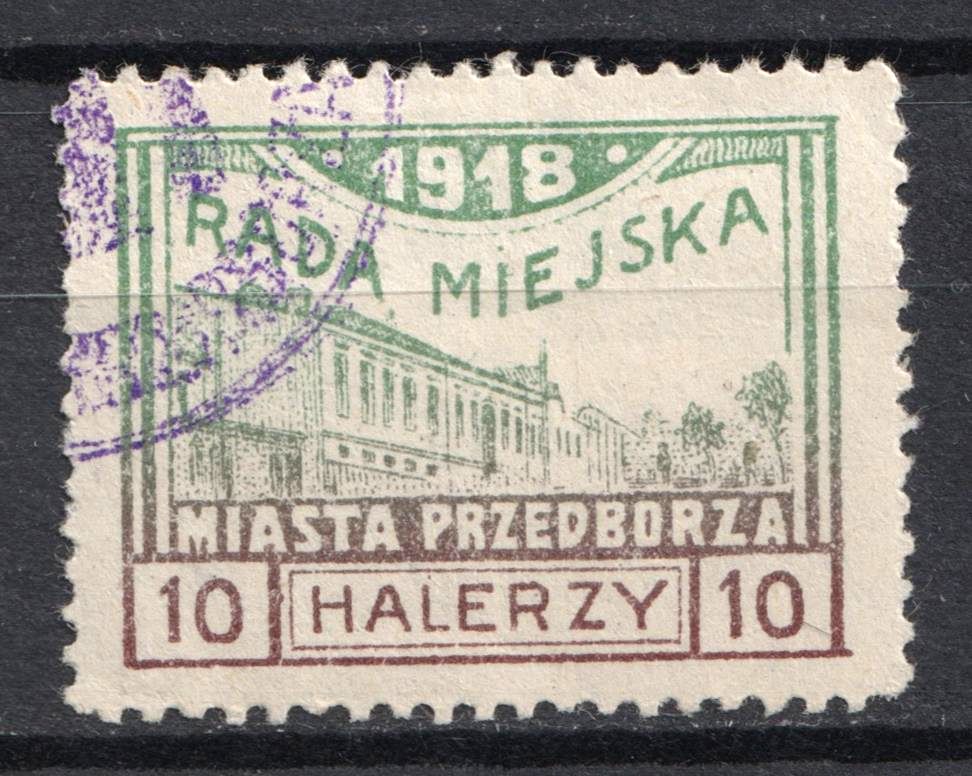 1918
RADA MIEJSKA
MIASTA PRZEDBORZA
10 HALERZY 10